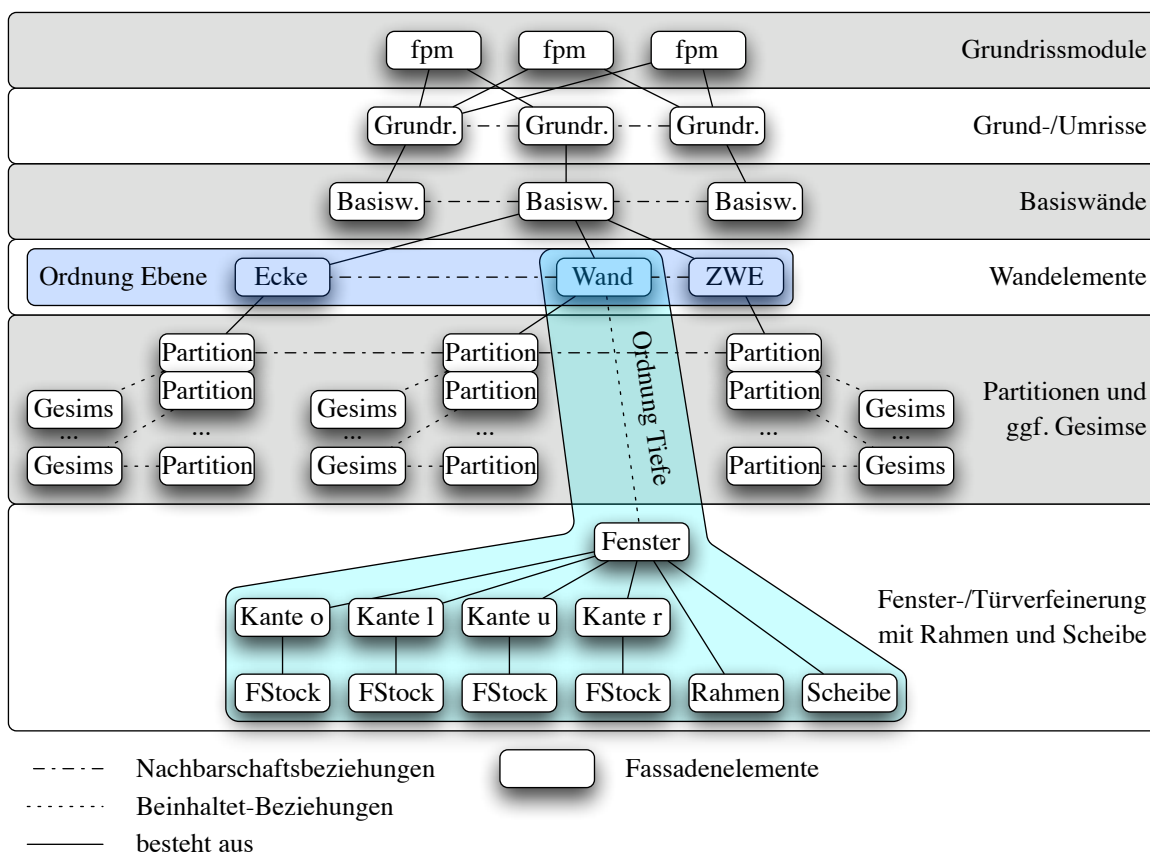 fpm fpm fpm Grundrissmodule
Grundr. Grundr. Grundr. Grund-/Umrisse
Basisw. Basisw. Basisw. Basiswände
Ordnung Ebene Ecke Wand ZWE Wandelemente
Partition Partition Partition
Partition Partition Partition
Gesims Gesims Gesims
Partitionen und
ggf. Gesimse
... ... ... ... ... ...
Gesims Partition Gesims Partition Partition Gesims
Ordnung Tiefe
Fenster
Kante o Kante l Kante u Kante r
Fenster-/Türverfeinerung
mit Rahmen und Scheibe
FStock FStock FStock FStock Rahmen Scheibe
Nachbarschaftsbeziehungen Fassadenelemente
Beinhaltet-Beziehungen
besteht aus